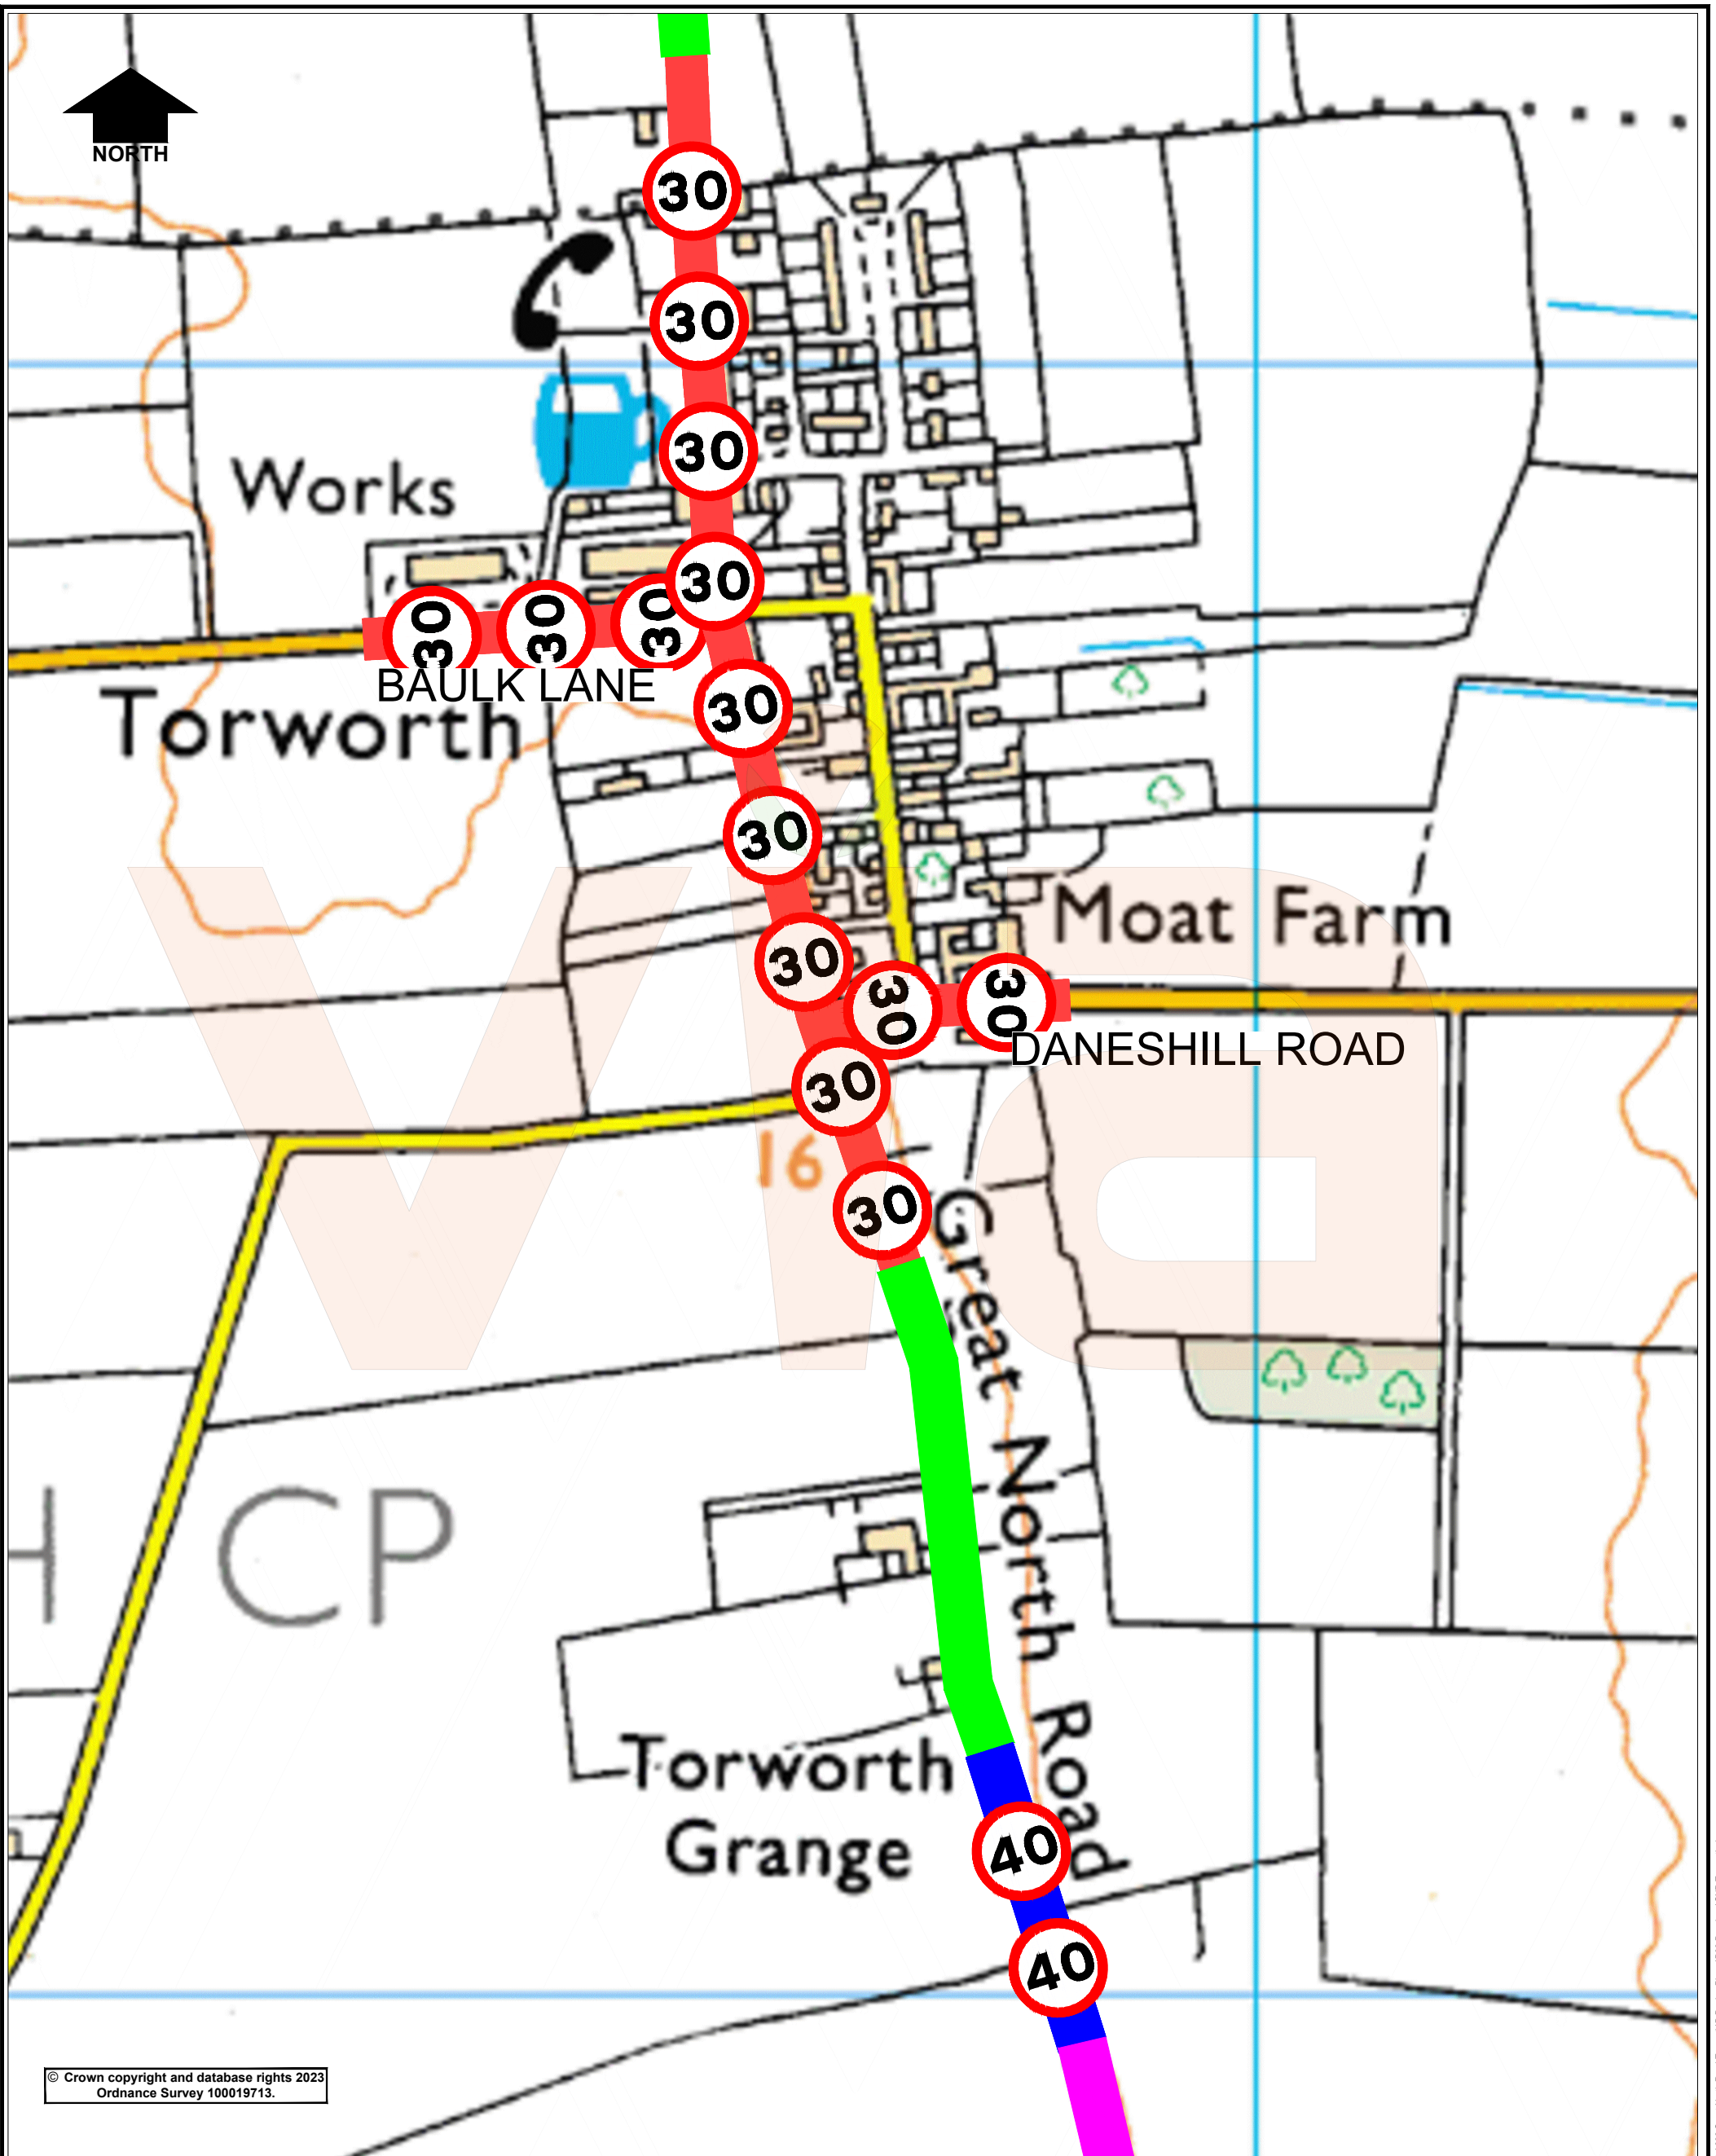 NORTH
30
30
30
Works
30
30
30
30
BAULK LANE
Torworth
30
30
Moat Farm
30
30
30
DANESHILL ROAD
30
16
30
Great North Road
H CP
Torworth
Grange
40
40
© Crown copyright and database rights 2023
Ordnance Survey 100019713.